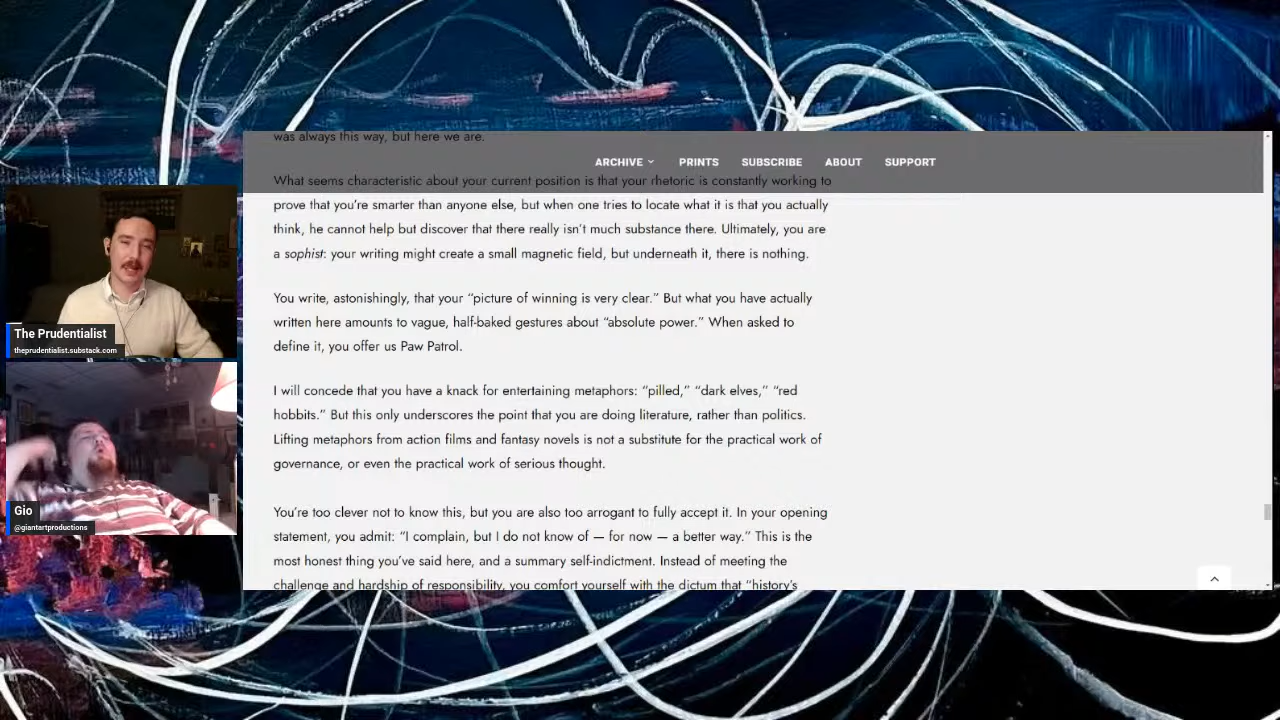 was always this way, but here we are.
ARCHIVE PRINTS SUBSCRIBE ABOUT SUPPORT
What seems characteristic about your current position is that your rhetoric is constantly working to
prove that you're smarter than anyone else, but when one tries to locate what it is that you actually
think, he cannot help but discover that there really isn't much substance there. Ultimately, you are
a sophist: your writing might create a small magnetic field, but underneath it, there is nothing.
You write, astonishingly, that your “picture of winning is very clear.” But what you have actually
written here amounts to vague, half-baked gestures about “absolute power.” When asked to
define it, you offer us Paw Patrol.
I will concede that you have a knack for entertaining metaphors: “pilled,” “dark elves,” “red
hobbits.” But this only underscores the point that you are doing literature, rather than politics.
Lifting metaphors from action films and fantasy novels is not a substitute for the practical work of
governance, or even the practical work of serious thought.
You're too clever not to know this, but you are also too arrogant to fully accept it. In your opening
statement, you admit: “I complain, but I do not know of — for now — a better way.” This is the
most honest thing you've said here, and a summary self-indictment. Instead of meeting the
challenge and hardship of responsibility, you comfort yourself with the dictum that “history's
The Prudentialist
theprudentialist.substack.com
Gio
@giantartproductions